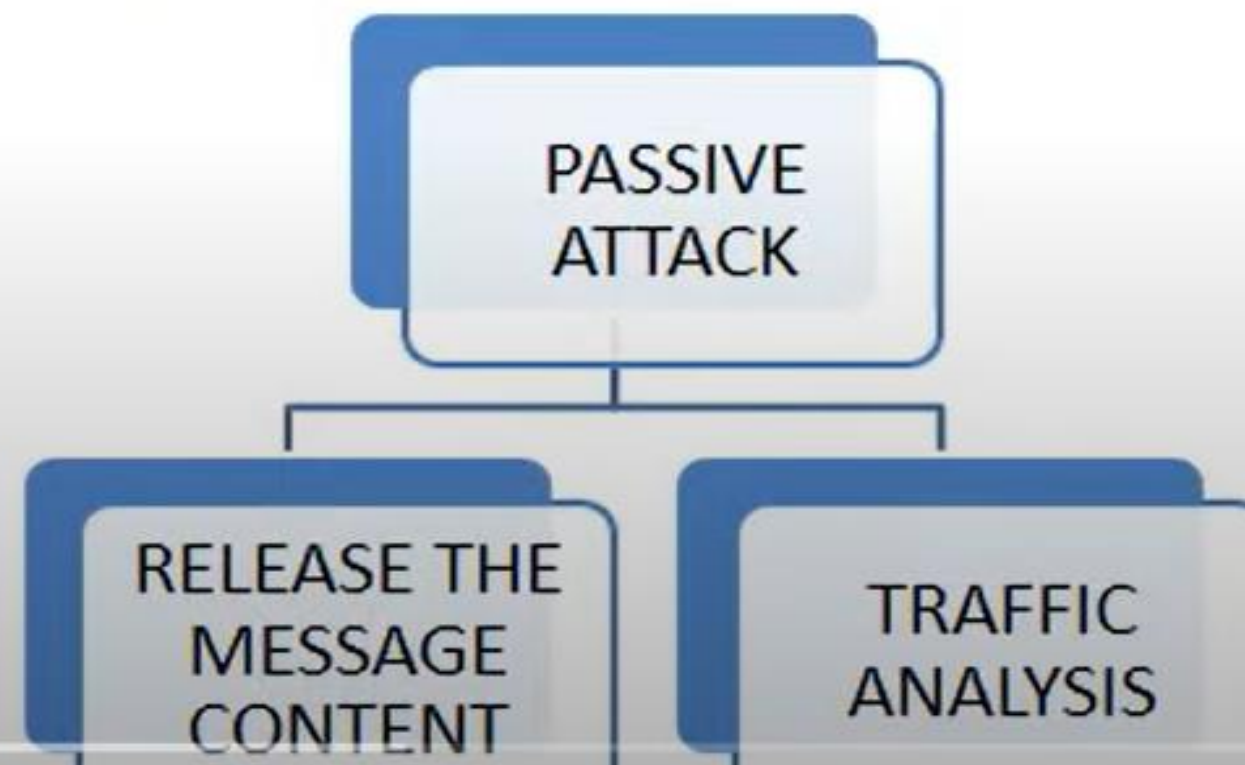 PASSIVE
ATTACK
RELEASE THE
MESSAGE
CONTENT
TRAFFIC
ANALYSIS